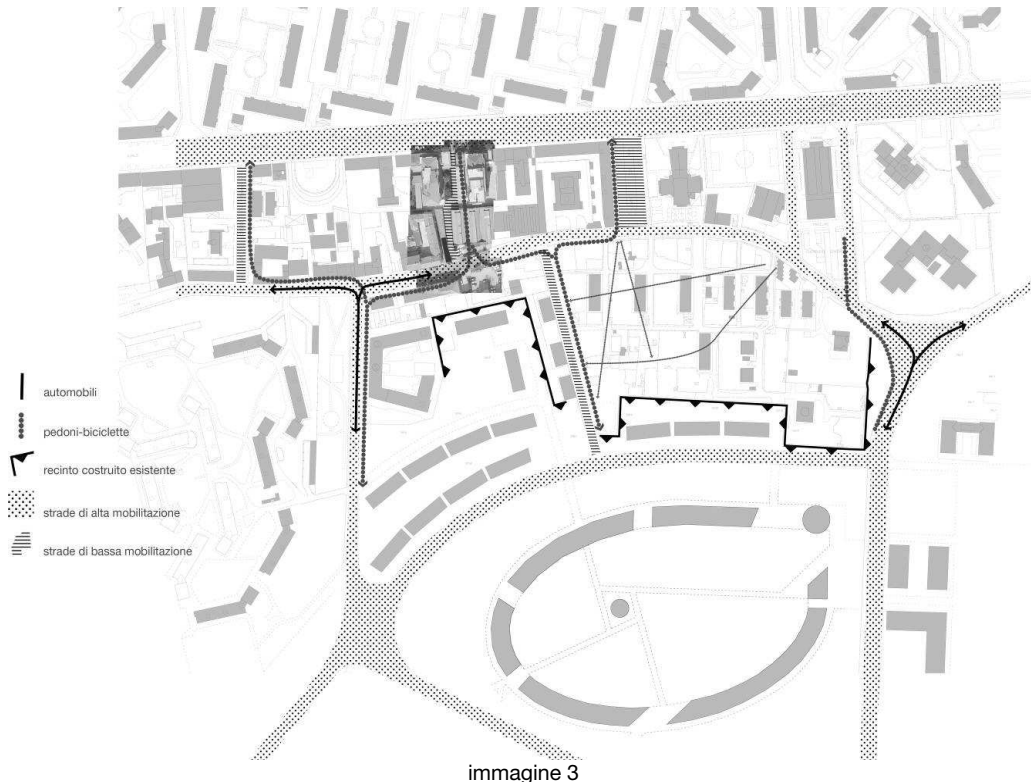 automobili
pedoni-biciclette
recinto costruito esistente
strade di alta mobilitazione
strade di bassa mobilitazione
immagine 3